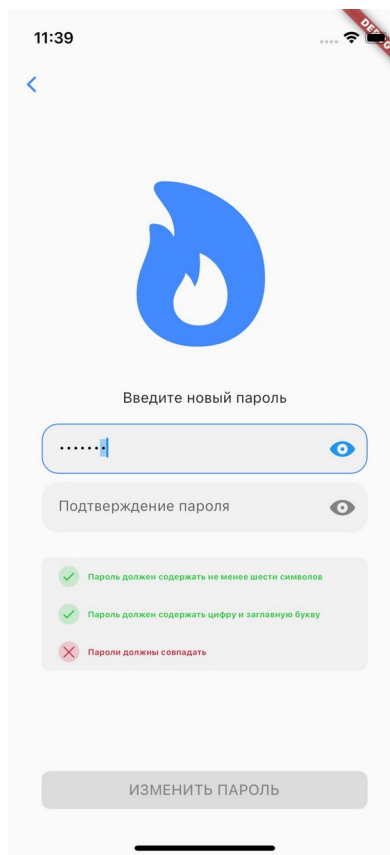 11:39
DEBUG
Введите новый пароль
•••••••
Подтверждение пароля
Пароль должен содержать не менее шести символов
Пароль должен содержать цифру и заглавную букву
Пароли должны совпадать
ИЗМЕНИТЬ ПАРОЛЬ